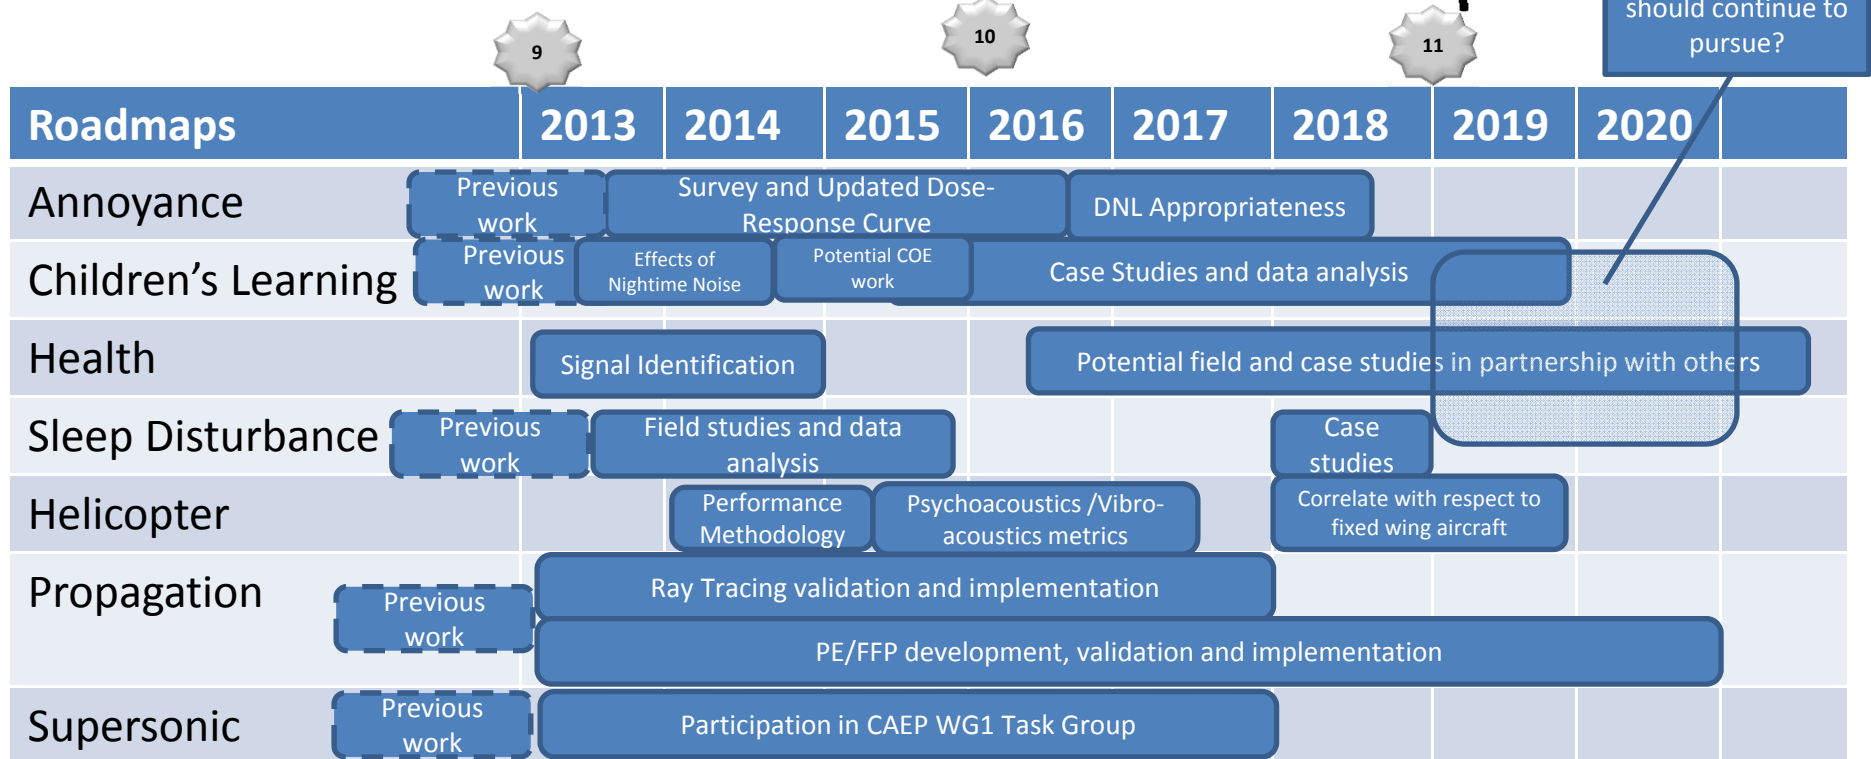 should continue to
pursue?
9
10
11
Roadmaps 2013 2014 2015 2016 2017 2018 2019 2020
Annoyance
Previous
work
Survey and Updated Dose-
Response Curve
DNL Appropriateness
Children's Learning
Previous
work
Effects of
Nightime Noise
Potential COE
work
Case Studies and data analysis
Health
Signal Identification
Potential field and case studies in partnership with others
Sleep Disturbance
Previous
work
Field studies and data
analysis
Case
studies
Helicopter
Performance
Methodology
Psychoacoustics /Vibro-
acoustics metrics
Correlate with respect to
fixed wing aircraft
Propagation
Previous
work
Ray Tracing validation and implementation
PE/FFP development, validation and implementation
Supersonic
Previous
work
Participation in CAEP WG1 Task Group